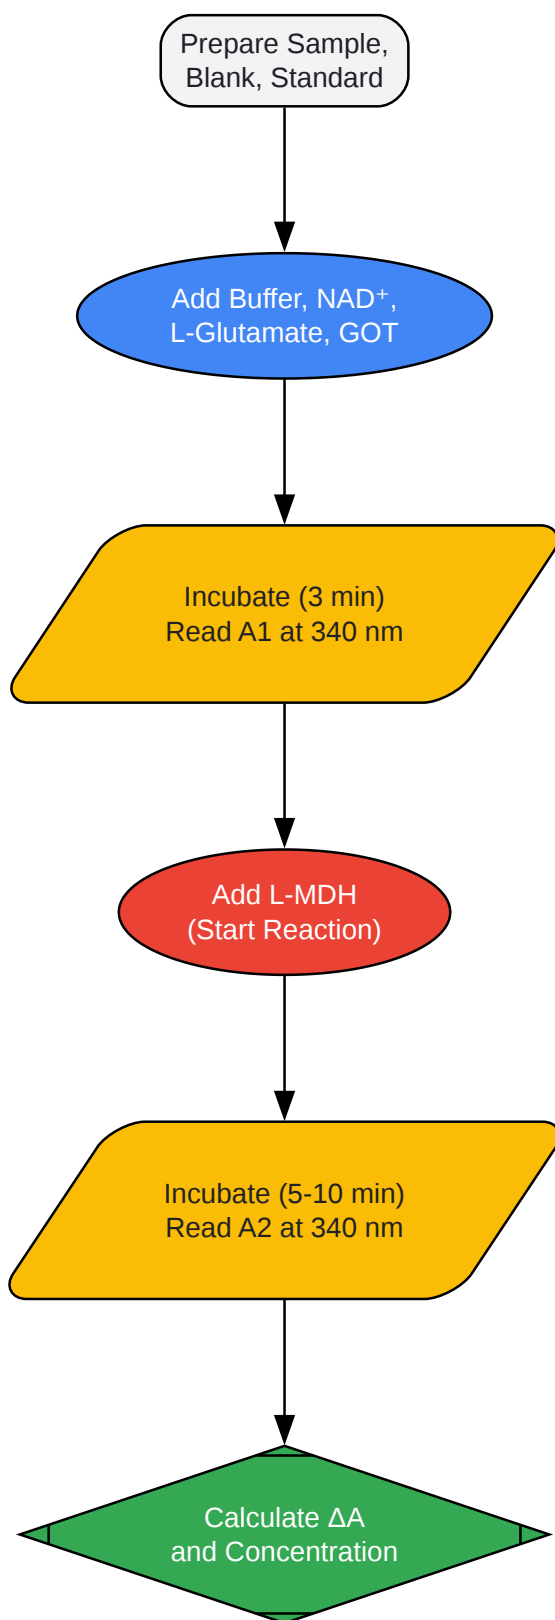 Prepare Sample,
Blank, Standard
Add Buffer, NAD⁺,
L-Glutamate, GOT
Incubate (3 min)
Read A1 at 340 nm
Add L-MDH
(Start Reaction)
Incubate (5-10 min)
Read A2 at 340 nm
Calculate ΔA
and Concentration